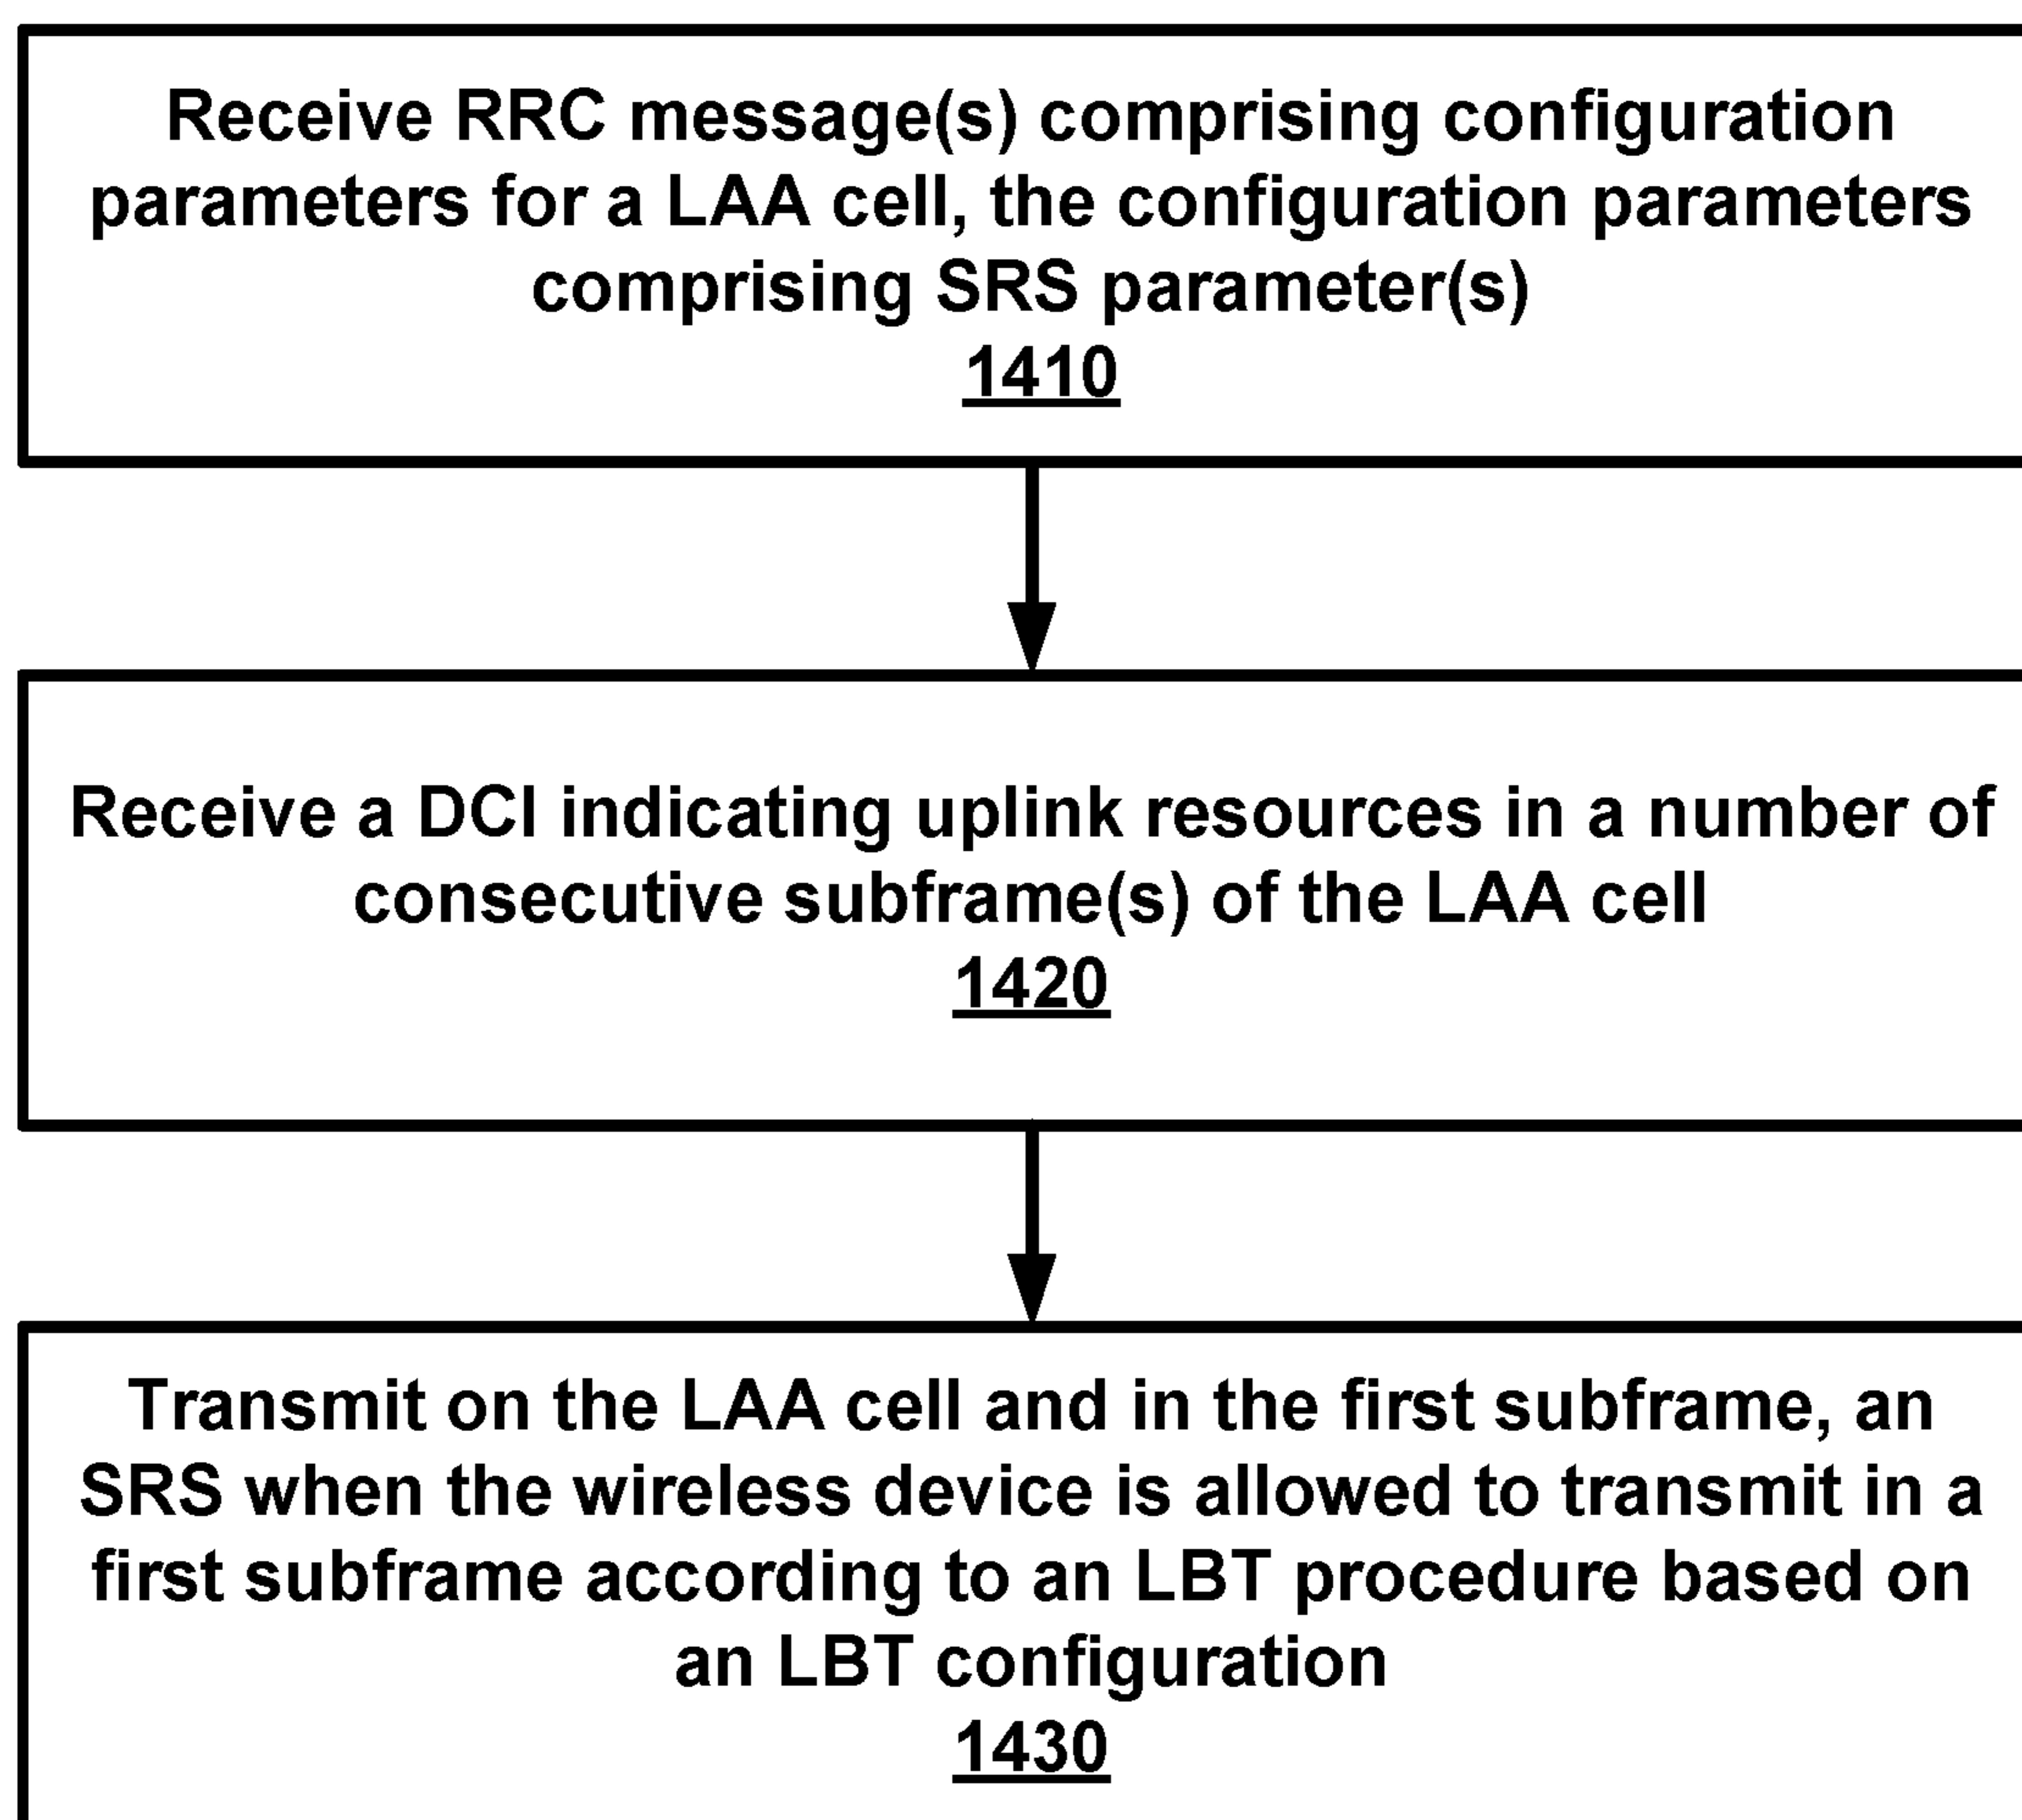 Receive RRC message(s) comprising configuration
parameters for a LAA cell, the configuration parameters
comprising SRS parameter(s)
1410
Receive a DCI indicating uplink resources in a number of
consecutive subframe(s) of the LAA cell
1420
Transmit on the LAA cell and in the first subframe, an
SRS when the wireless device is allowed to transmit in a
first subframe according to an LBT procedure based on
an LBT configuration
1430